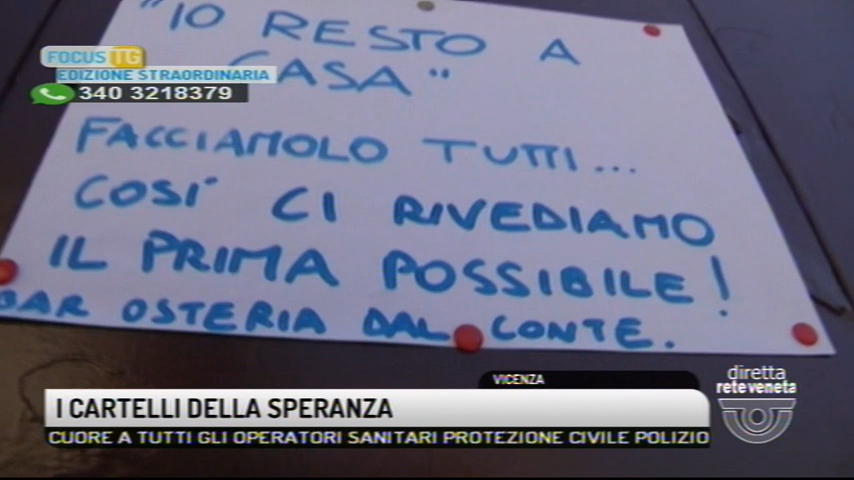 "IO RESTO A
CASA"
FOCUS TG
EDIZIONE STRAORDINARIA
340 3218379
FACCIAMOLO TUTTI...
COSÌ CI RIVEDIAMO
IL PRIMA POSSIBILE!
BAR OSTERIA DAL CONTE.
VICENZA
I CARTELLI DELLA SPERANZA
CUORE A TUTTI GLI OPERATORI SANITARI PROTEZIONE CIVILE POLIZIO
diretta
reteveneta